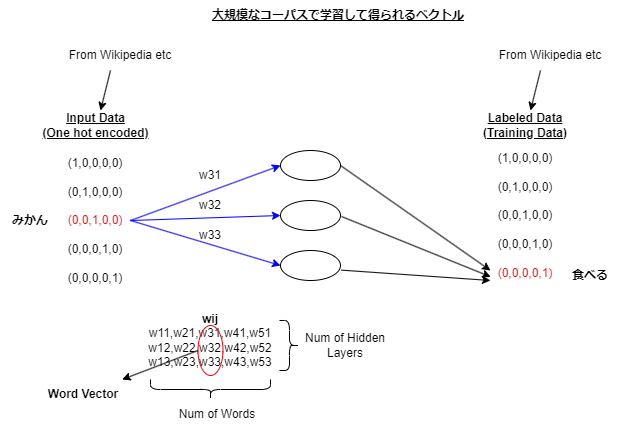 大規模なコーパスで学習して得られるベクトル
From Wikipedia etc
From Wikipedia etc
Input Data
(One hot encoded)
Labeled Data
(Training Data)
(1,0,0,0,0)
(0,1,0,0,0)
みかん (0,0,1,0,0)
(0,0,0,1,0)
(0,0,0,0,1)
w31
w32
w33
(1,0,0,0,0)
(0,1,0,0,0)
(0,0,1,0,0)
(0,0,0,1,0)
(0,0,0,0,1) 食べる
wij
w11,w21,w31,w41,w51
w12,w22,w32,w42,w52
w13,w23,w33,w43,w53
Num of Hidden
Layers
Word Vector
Num of Words